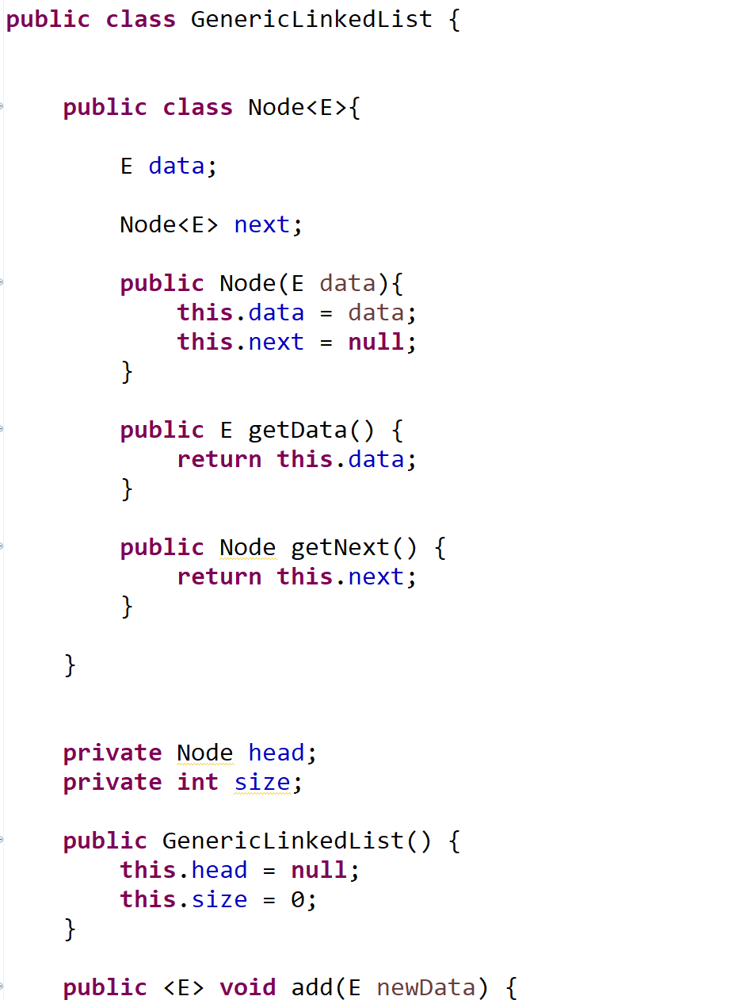 public class GenericLinkedList {
public class Node<E>{
E data;
Node<E> next;
public Node(E data){
this.data = data;
this.next = null;
}
public E getData() {
return this.data;
}
public Node getNext() {
return this.next;
}
}
private Node head;
private int size;
public GenericLinkedList() {
this.head = null;
this.size = 0;
}
public <E> void add(E newData) {